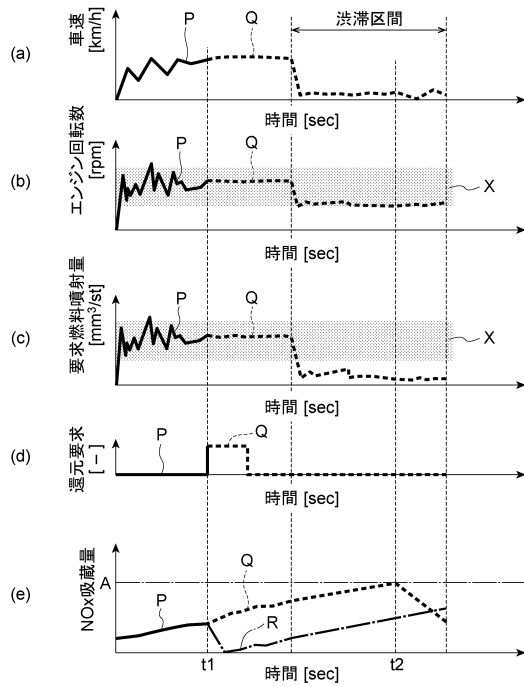 渋滞区間
(a)
車速
[km/h]
P
Q
時間 [sec]
(b)
エンジン回転数
[rpm]
P
Q
X
時間 [sec]
(c)
要求燃料噴射量
[mm³/st]
P
Q
X
時間 [sec]
(d)
還元要求
[−]
P
Q
時間 [sec]
(e)
NOx吸蔵量
A
P
Q
R
t1
t2
時間 [sec]